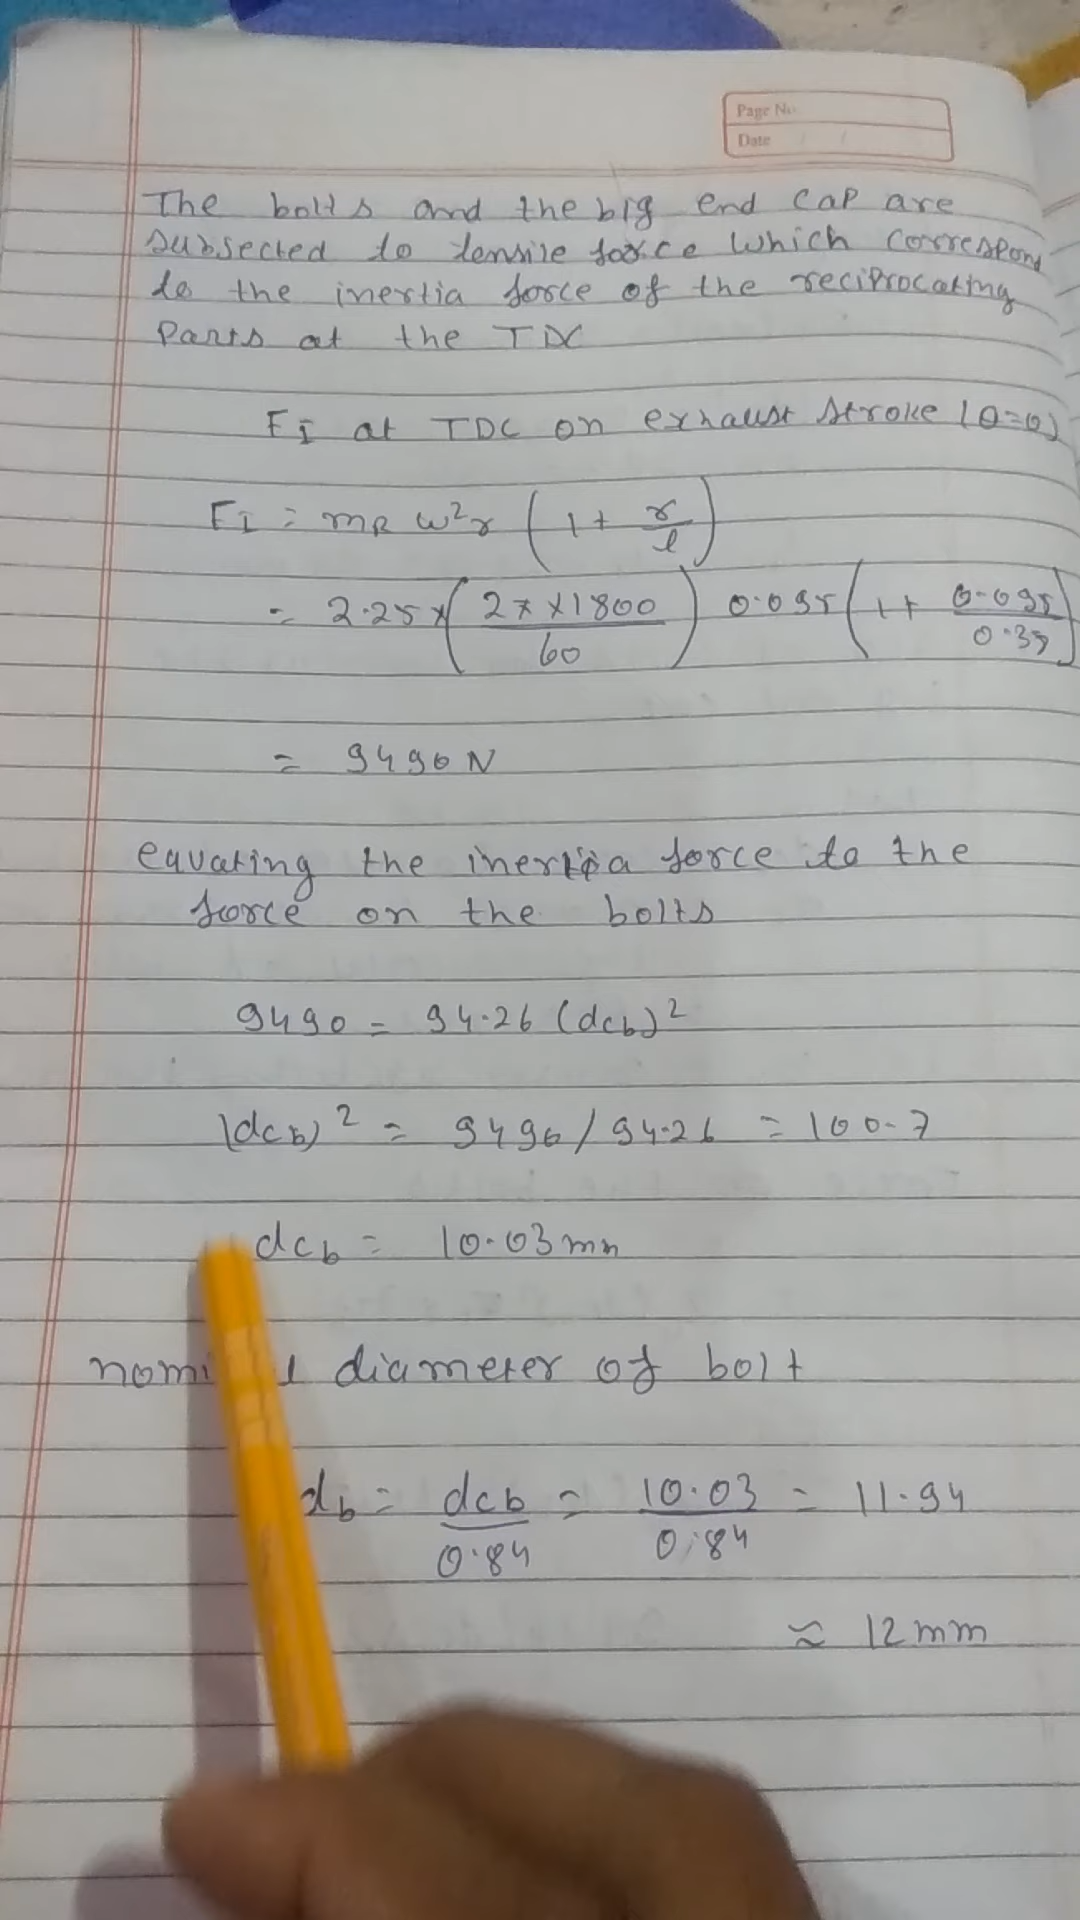 Page No.
Date / /
The bolts and the big end cap are
subsected to tensile force which correspond
to the inertia force of the reciprocating
parts at the TDC
FI at TDC on exhaust stroke (θ=0)
FI = mR ω²r (1 + r/l)
= 2.25 × (2π × 1800/60) 0.095 (1 + 0.095/0.35)
= 9490 N
equating the inertia force to the
force on the bolts
9490 = 94.26 (dcb)²
(dcb)² = 9490/94.26 = 100.7
dcb = 10.03 mm
diameter of bolt
db = dcb/0.84 = 10.03/0.84 = 11.94
≈ 12 mm